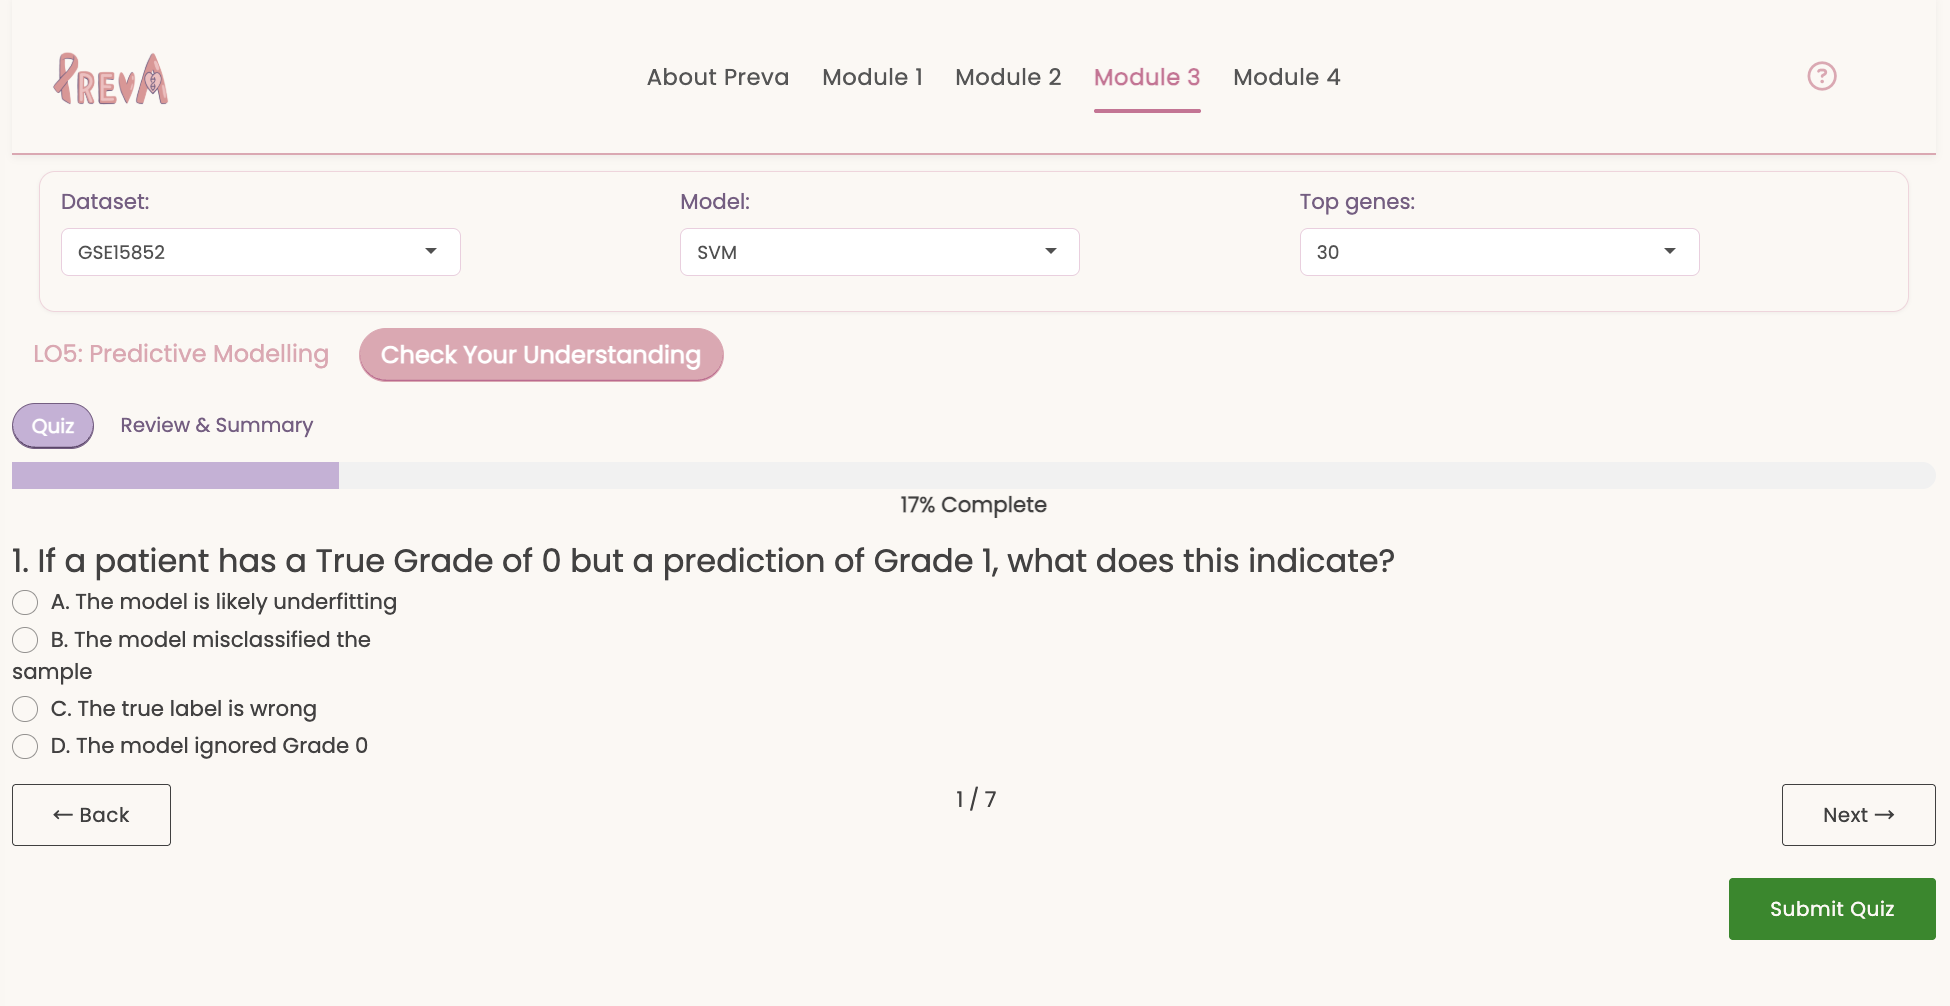 PREVA
About Preva Module 1 Module 2 Module 3 Module 4
?
Dataset: Model: Top genes:
GSE15852 SVM 30
LO5: Predictive Modelling Check Your Understanding
Quiz Review & Summary
17% Complete
1. If a patient has a True Grade of 0 but a prediction of Grade 1, what does this indicate?
A. The model is likely underfitting
B. The model misclassified the
sample
C. The true label is wrong
D. The model ignored Grade 0
← Back 1 / 7 Next →
Submit Quiz